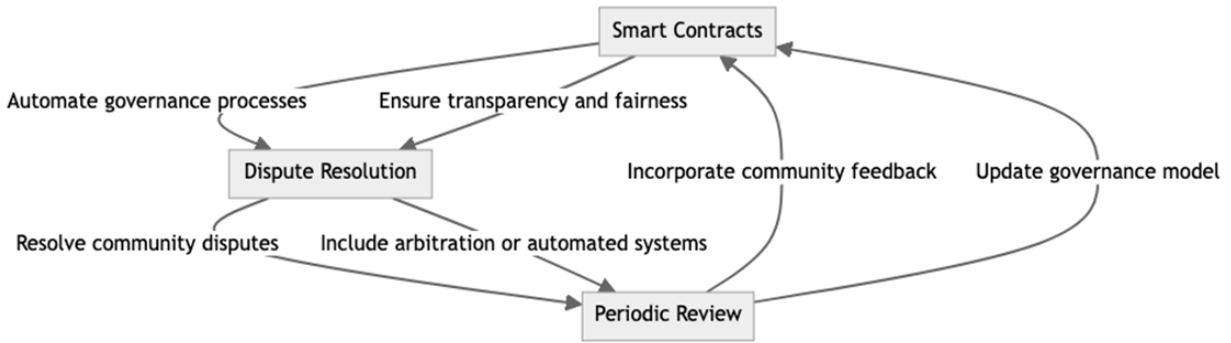 Smart Contracts
Automate governance processes
Ensure transparency and fairness
Dispute Resolution
Incorporate community feedback
Update governance model
Resolve community disputes
Include arbitration or automated systems
Periodic Review